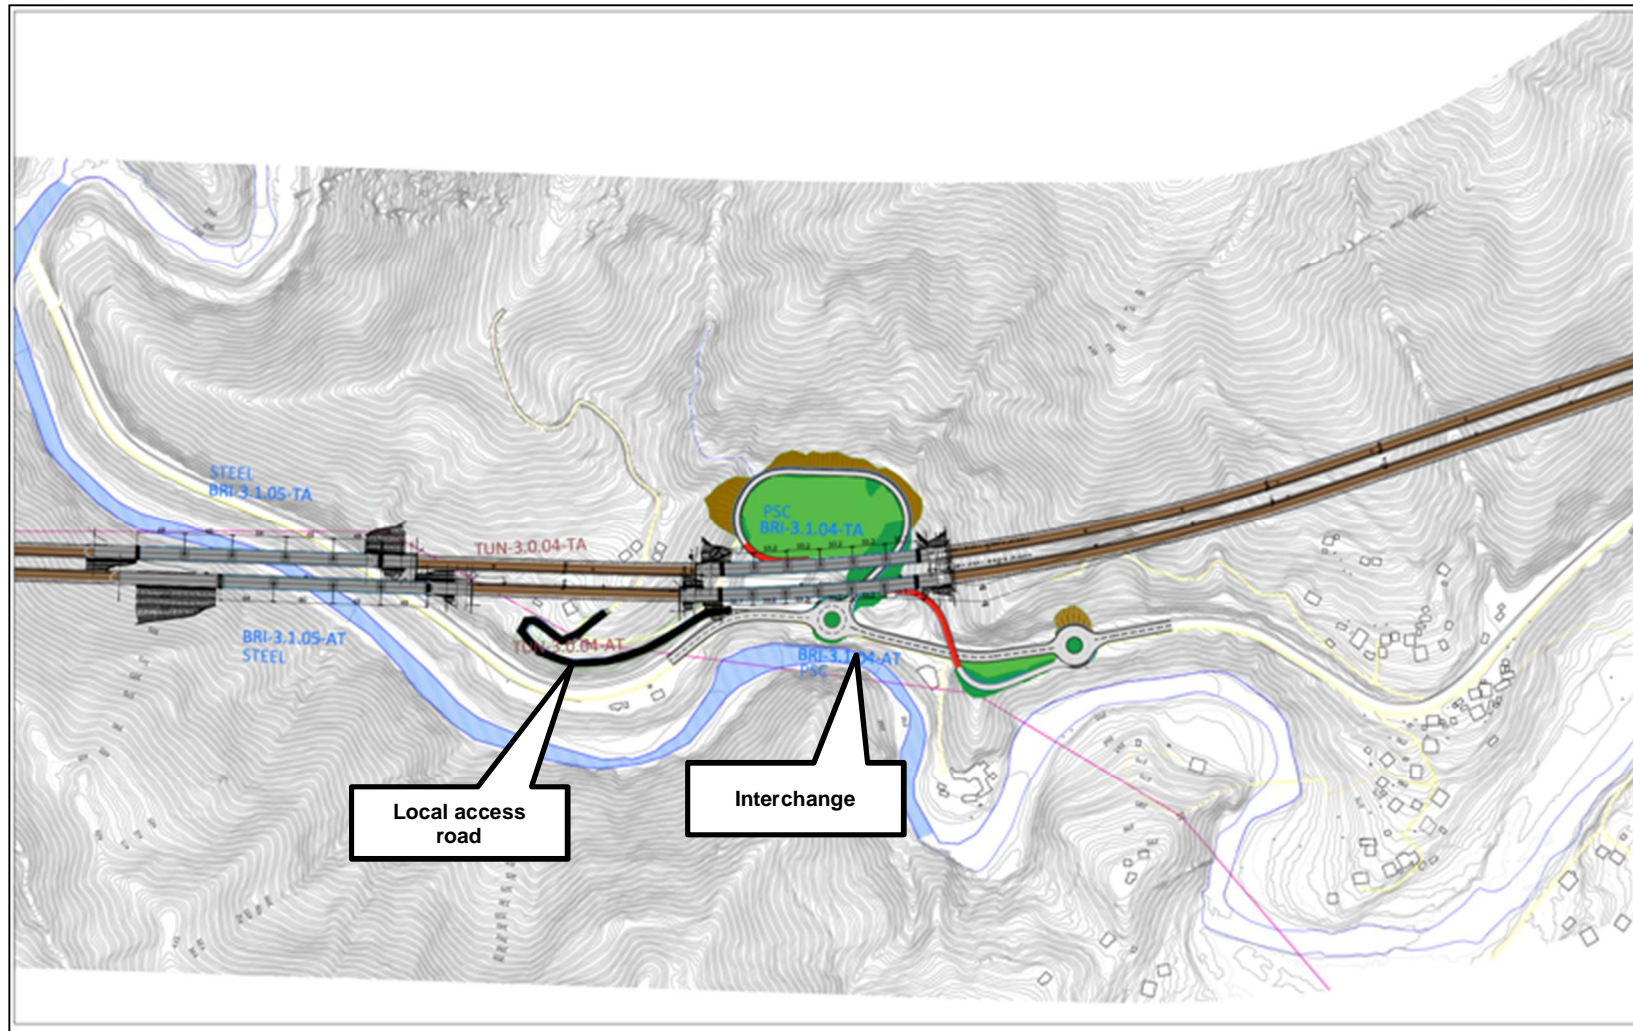 STEEL
BRI-3.1.05-TA
PSC
BRI-3.1.04-TA
TUN-3.0.04-TA
BRI-3.1.05-AT
STEEL
TUN-3.0.04-AT
BRI-3.1.04-AT
PSC
Local access
road
Interchange